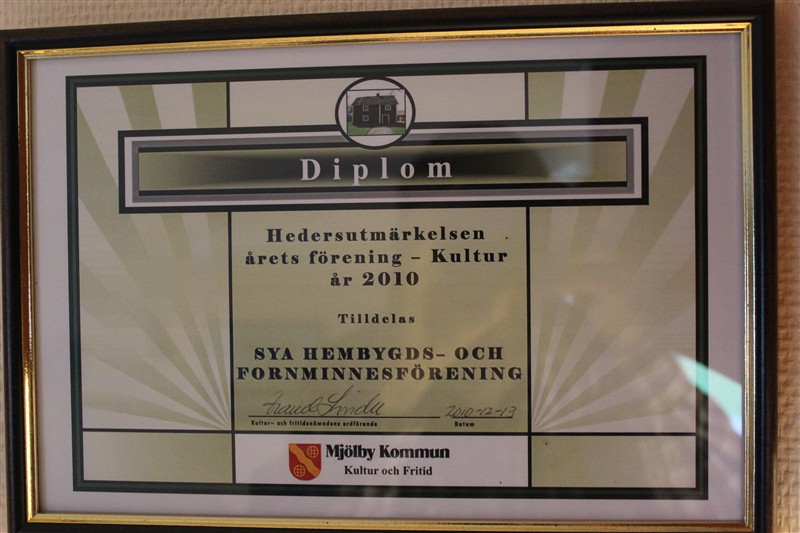 Diplom
Hedersutmärkelsen
årets förening – Kultur
år 2010
Tilldelas
SYA HEMBYGDS- OCH
FORNMINNESFÖRENING
2010-12-13
Kultur- och fritidsnämndens ordförande Datum
Mjölby Kommun
Kultur och Fritid